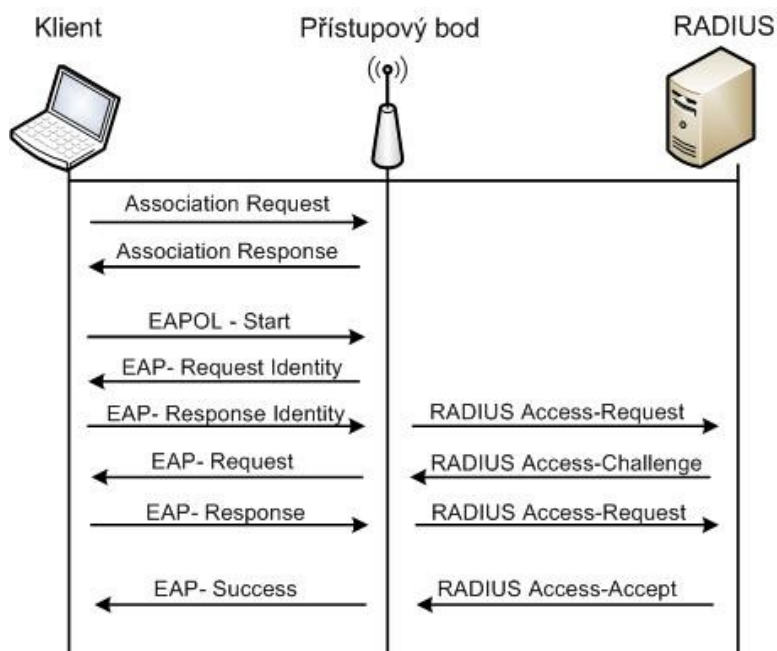 Klient
Přístupový bod
RADIUS
Association Request
Association Response
EAPOL - Start
EAP- Request Identity
EAP- Response Identity
RADIUS Access-Request
EAP- Request
RADIUS Access-Challenge
EAP- Response
RADIUS Access-Request
EAP- Success
RADIUS Access-Accept